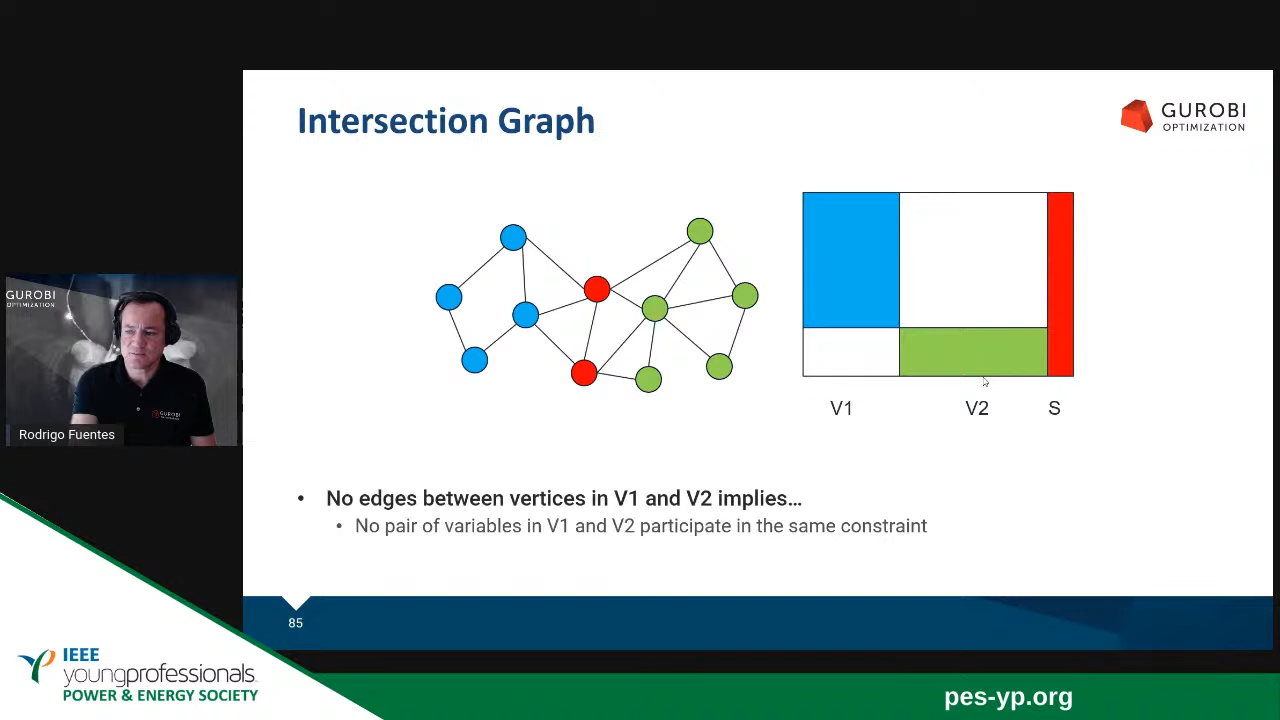 Intersection Graph
GUROBI
OPTIMIZATION
V1
V2
S
GUROBI
OPTIMIZATION
GUROBI
Rodrigo Fuentes
• No edges between vertices in V1 and V2 implies…
• No pair of variables in V1 and V2 participate in the same constraint
85
IEEE
youngprofessionals
POWER & ENERGY SOCIETY
pes-yp.org